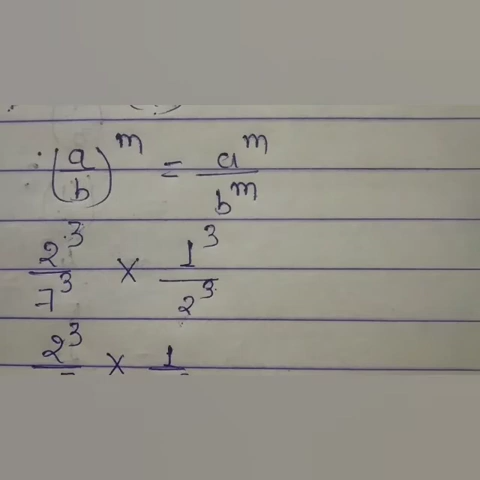 (a/b)^m = a^m/b^m
2^3/7^3 × 1^3/2^3
2^3 × 1